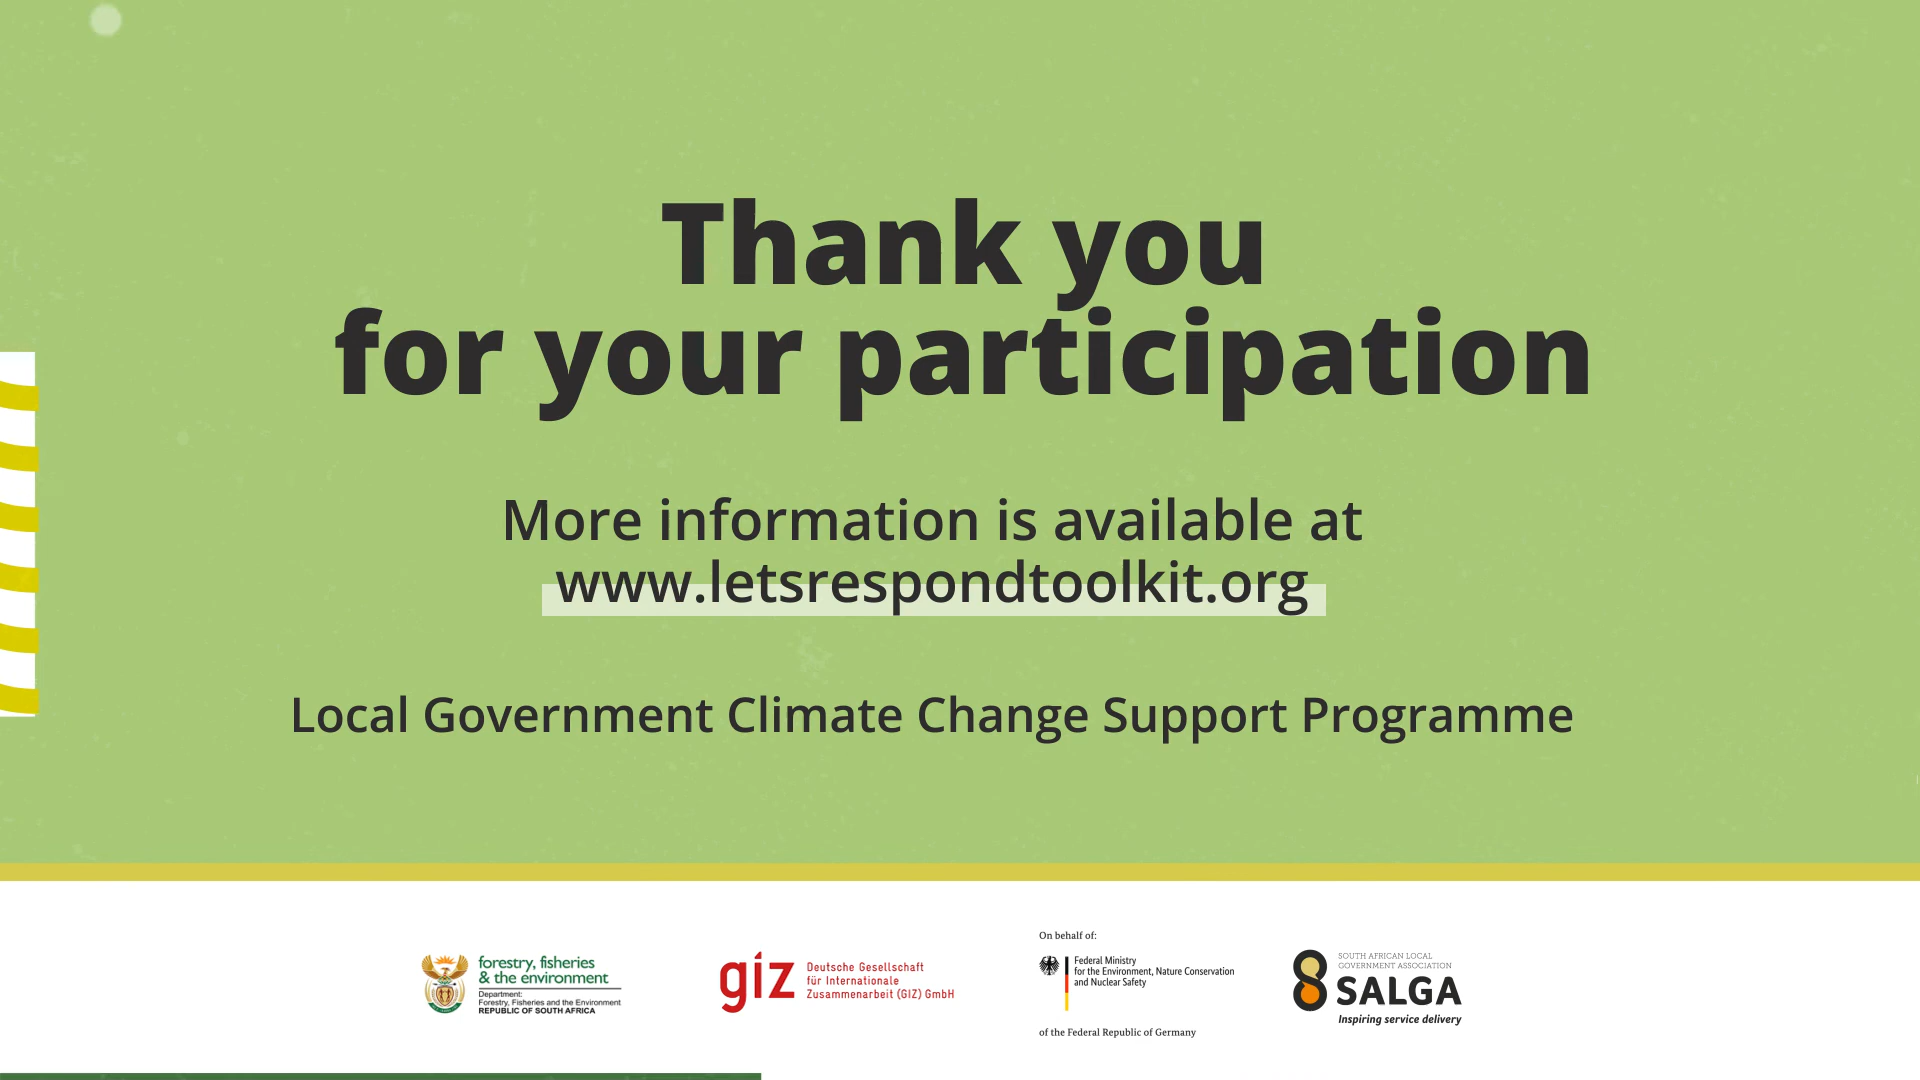 Thank you
for your participation
More information is available at
www.letsrespondtoolkit.org
Local Government Climate Change Support Programme
forestry, fisheries
& the environment
Department:
Forestry, Fisheries and the Environment
REPUBLIC OF SOUTH AFRICA
giz
Deutsche Gesellschaft
für Internationale
Zusammenarbeit (GIZ) GmbH
On behalf of:
Federal Ministry
for the Environment, Nature Conservation
and Nuclear Safety
of the Federal Republic of Germany
SOUTH AFRICAN LOCAL
GOVERNMENT ASSOCIATION
SALGA
Inspiring service delivery